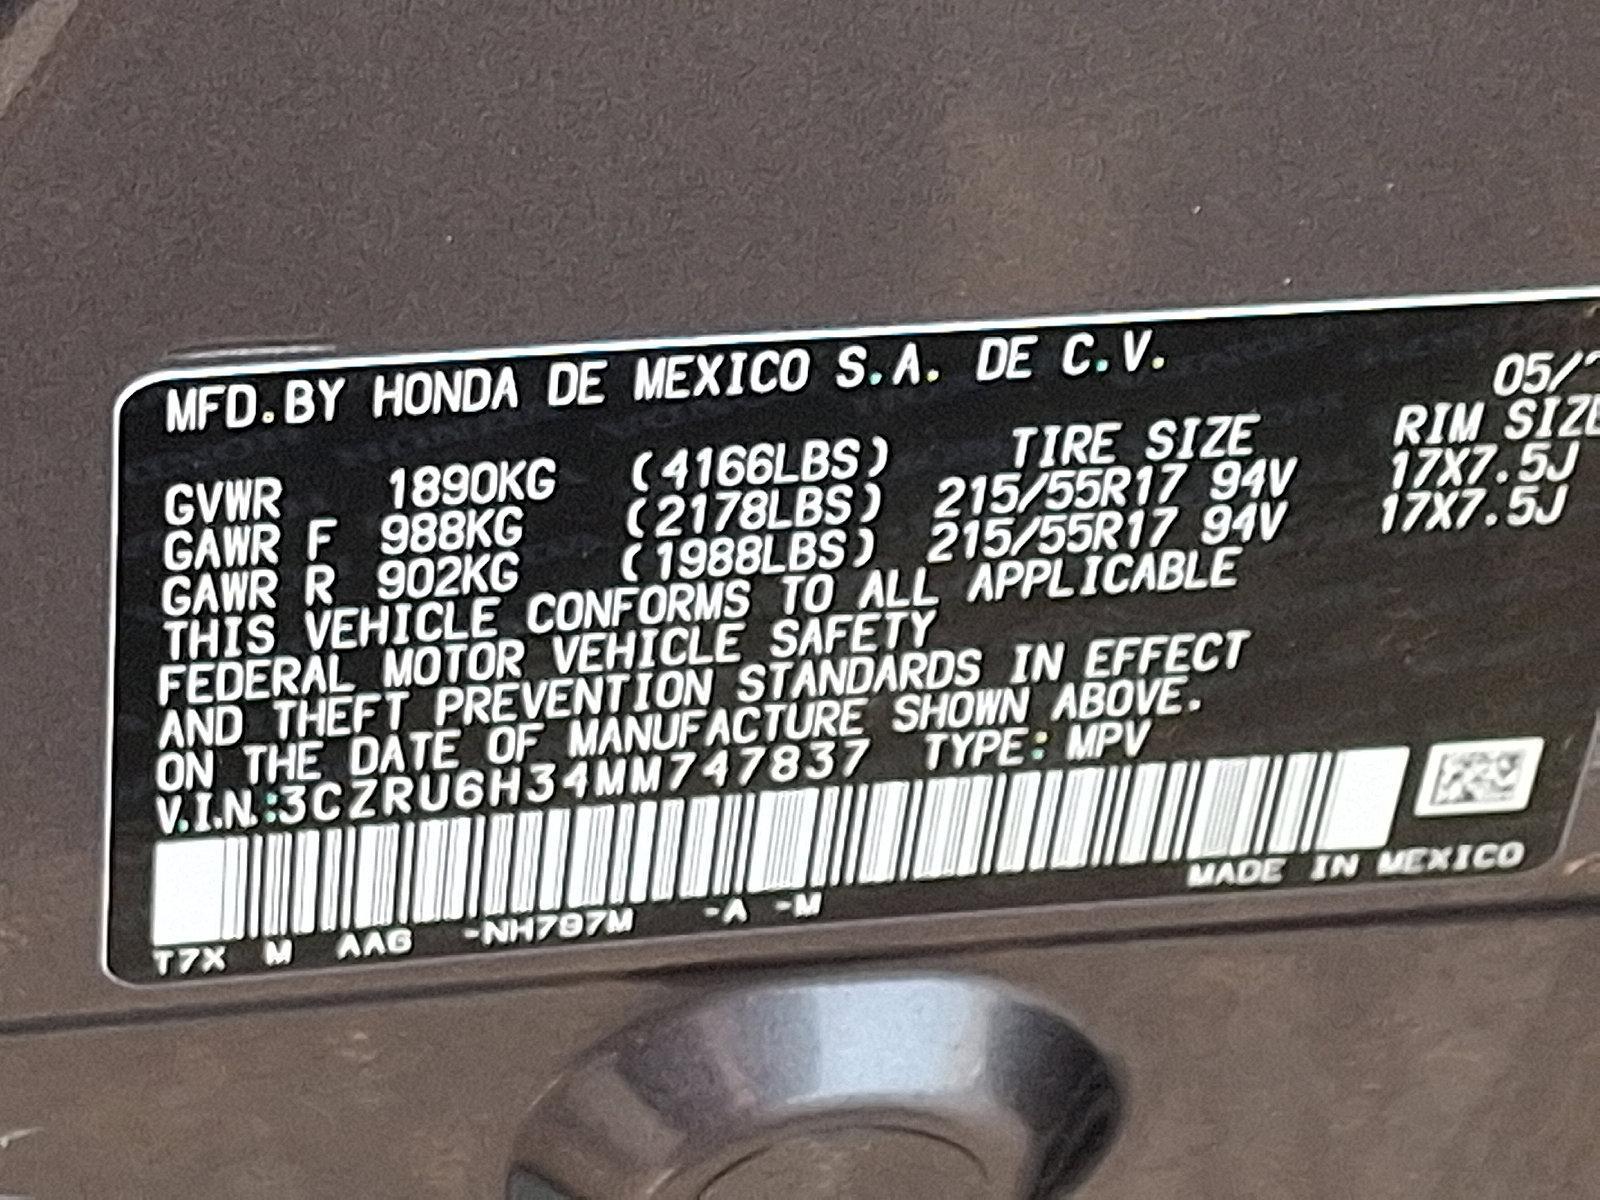 MFD.BY HONDA DE MEXICO S.A. DE C.V.
05/
GVWR 1890KG (4166LBS) TIRE SIZE RIM SIZE
GAWR F 988KG (2178LBS) 215/55R17 94V 17X7.5J
GAWR R 902KG (1988LBS) 215/55R17 94V 17X7.5J
THIS VEHICLE CONFORMS TO ALL APPLICABLE
FEDERAL MOTOR VEHICLE SAFETY
AND THEFT PREVENTION STANDARDS IN EFFECT
ON THE DATE OF MANUFACTURE SHOWN ABOVE.
V.I.N.:3CZRU6H34MM747837 TYPE: MPV
MADE IN MEXICO
T7X M AAG -NH797M -A -M